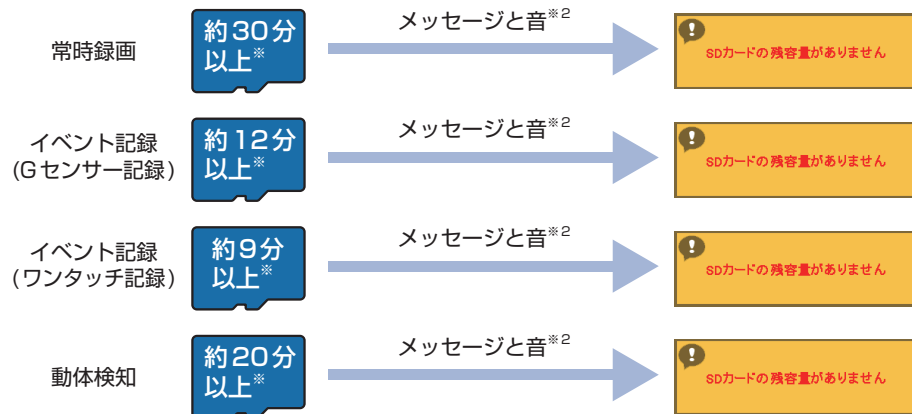 常時録画
約30分
以上※
メッセージと音※2
SDカードの残容量がありません
イベント記録
(Gセンサー記録)
約12分
以上※
メッセージと音※2
SDカードの残容量がありません
イベント記録
(ワンタッチ記録)
約9分
以上※
メッセージと音※2
SDカードの残容量がありません
動体検知
約20分
以上※
メッセージと音※2
SDカードの残容量がありません